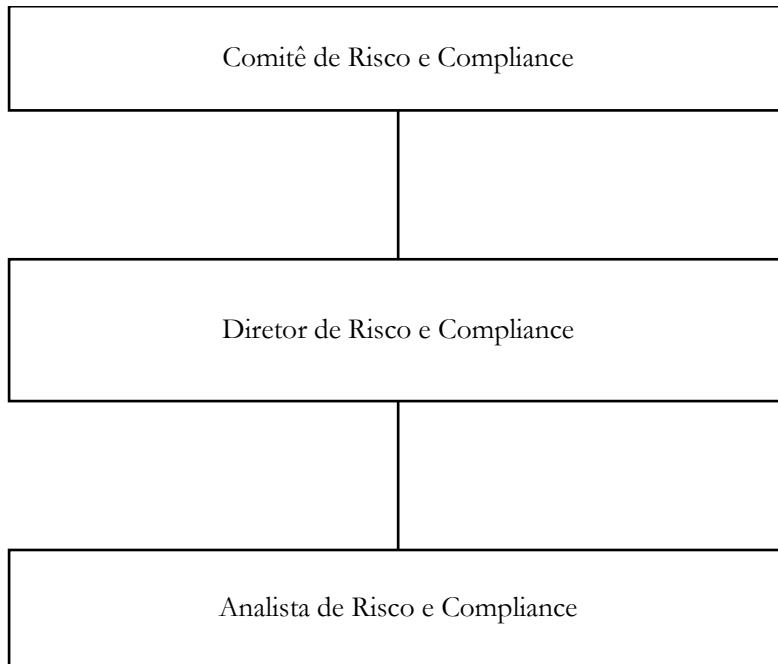 Comitê de Risco e Compliance
Diretor de Risco e Compliance
Analista de Risco e Compliance